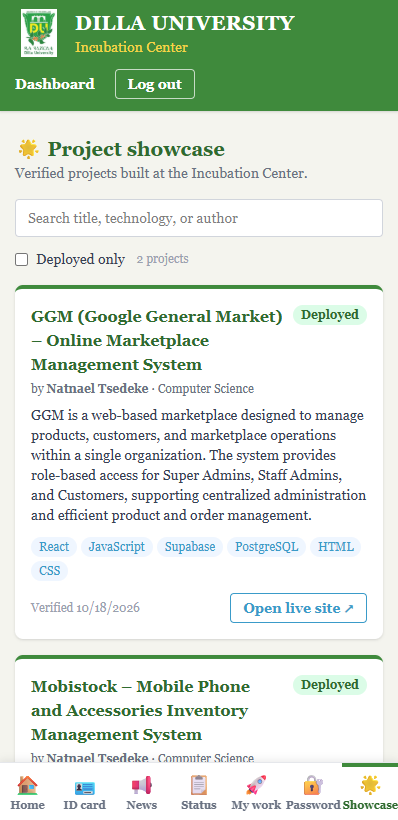 DILLA UNIVERSITY
Incubation Center
Dashboard Log out
🌟 Project showcase
Verified projects built at the Incubation Center.
Search title, technology, or author
Deployed only 2 projects
GGM (Google General Market) Deployed
– Online Marketplace
Management System
by Natnael Tsedeke · Computer Science
GGM is a web-based marketplace designed to manage
products, customers, and marketplace operations
within a single organization. The system provides
role-based access for Super Admins, Staff Admins,
and Customers, supporting centralized administration
and efficient product and order management.
React JavaScript Supabase PostgreSQL HTML
CSS
Verified 10/18/2026 Open live site ↗
Mobistock – Mobile Phone Deployed
and Accessories Inventory
Management System
by Natnael Tsedeke · Computer Science
Home ID card News Status My work Password Showcase